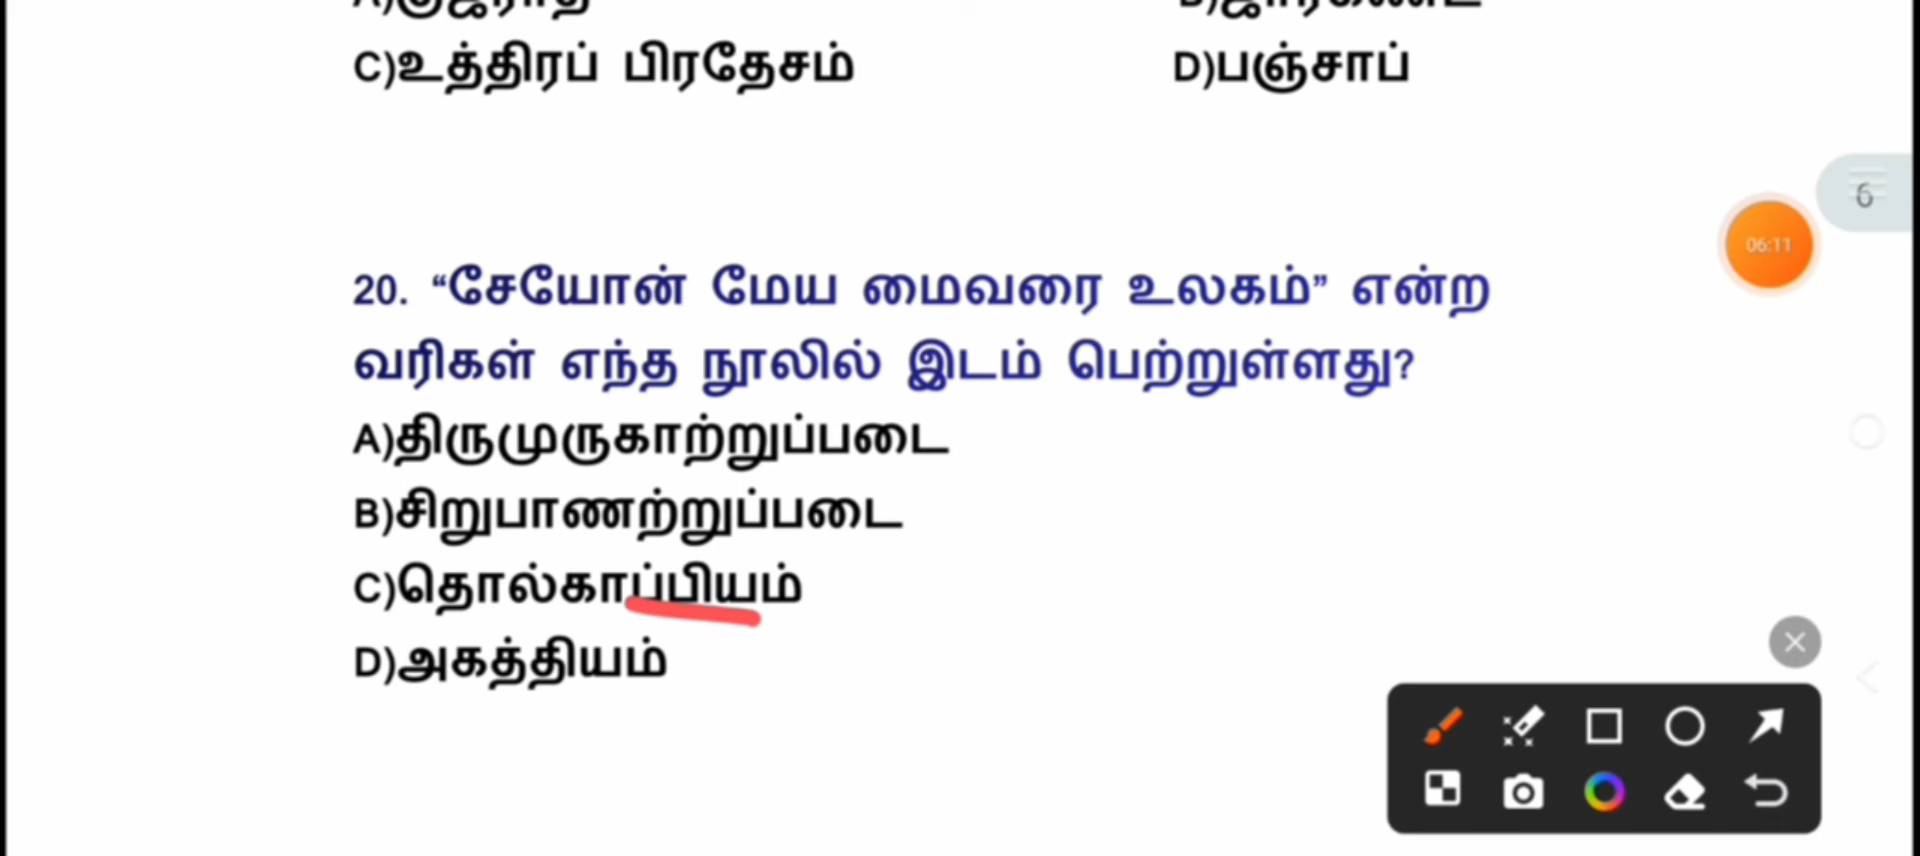 C)உத்திரப் பிரதேசம் D)பஞ்சாப்
6
06:11
20. “சேயோன் மேய மைவரை உலகம்” என்ற
வரிகள் எந்த நூலில் இடம் பெற்றுள்ளது?
A)திருமுருகாற்றுப்படை
B)சிறுபாணற்றுப்படை
C)தொல்காப்பியம்
D)அகத்தியம்